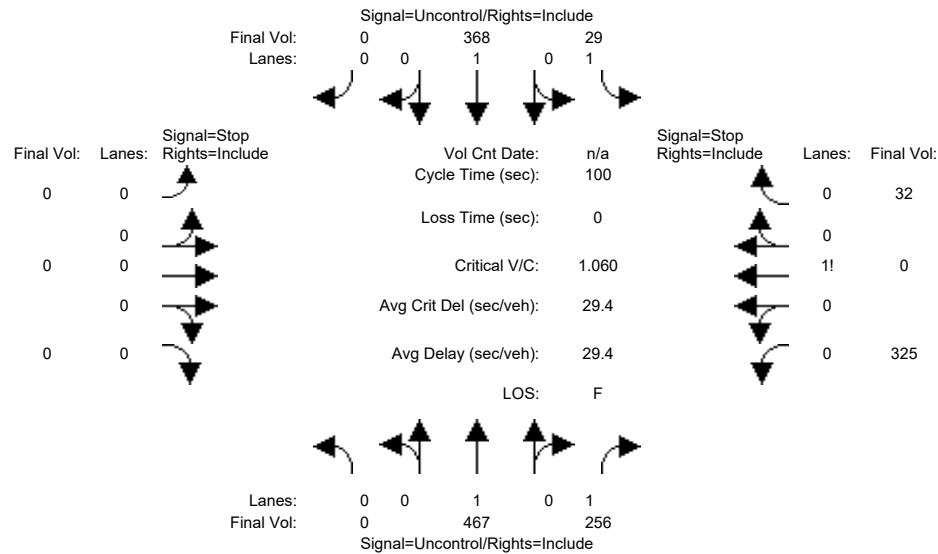 Signal=Uncontrol/Rights=Include
Final Vol: 0 368 29
Lanes: 0 0 1 0 1
Signal=Stop Signal=Stop
Final Vol: Lanes: Rights=Include Vol Cnt Date: n/a Rights=Include Lanes: Final Vol:
Cycle Time (sec): 100
0 0 0 32
Loss Time (sec): 0
0 0
0 0 Critical V/C: 1.060 1! 0
0 Avg Crit Del (sec/veh): 29.4 0
0 0 Avg Delay (sec/veh): 29.4 0 325
LOS: F
Lanes: 0 0 1 0 1
Final Vol: 0 467 256
Signal=Uncontrol/Rights=Include